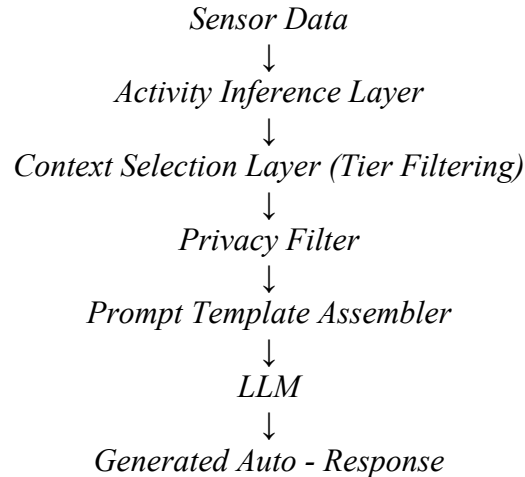 Sensor Data
↓
Activity Inference Layer
↓
Context Selection Layer (Tier Filtering)
↓
Privacy Filter
↓
Prompt Template Assembler
↓
LLM
↓
Generated Auto - Response